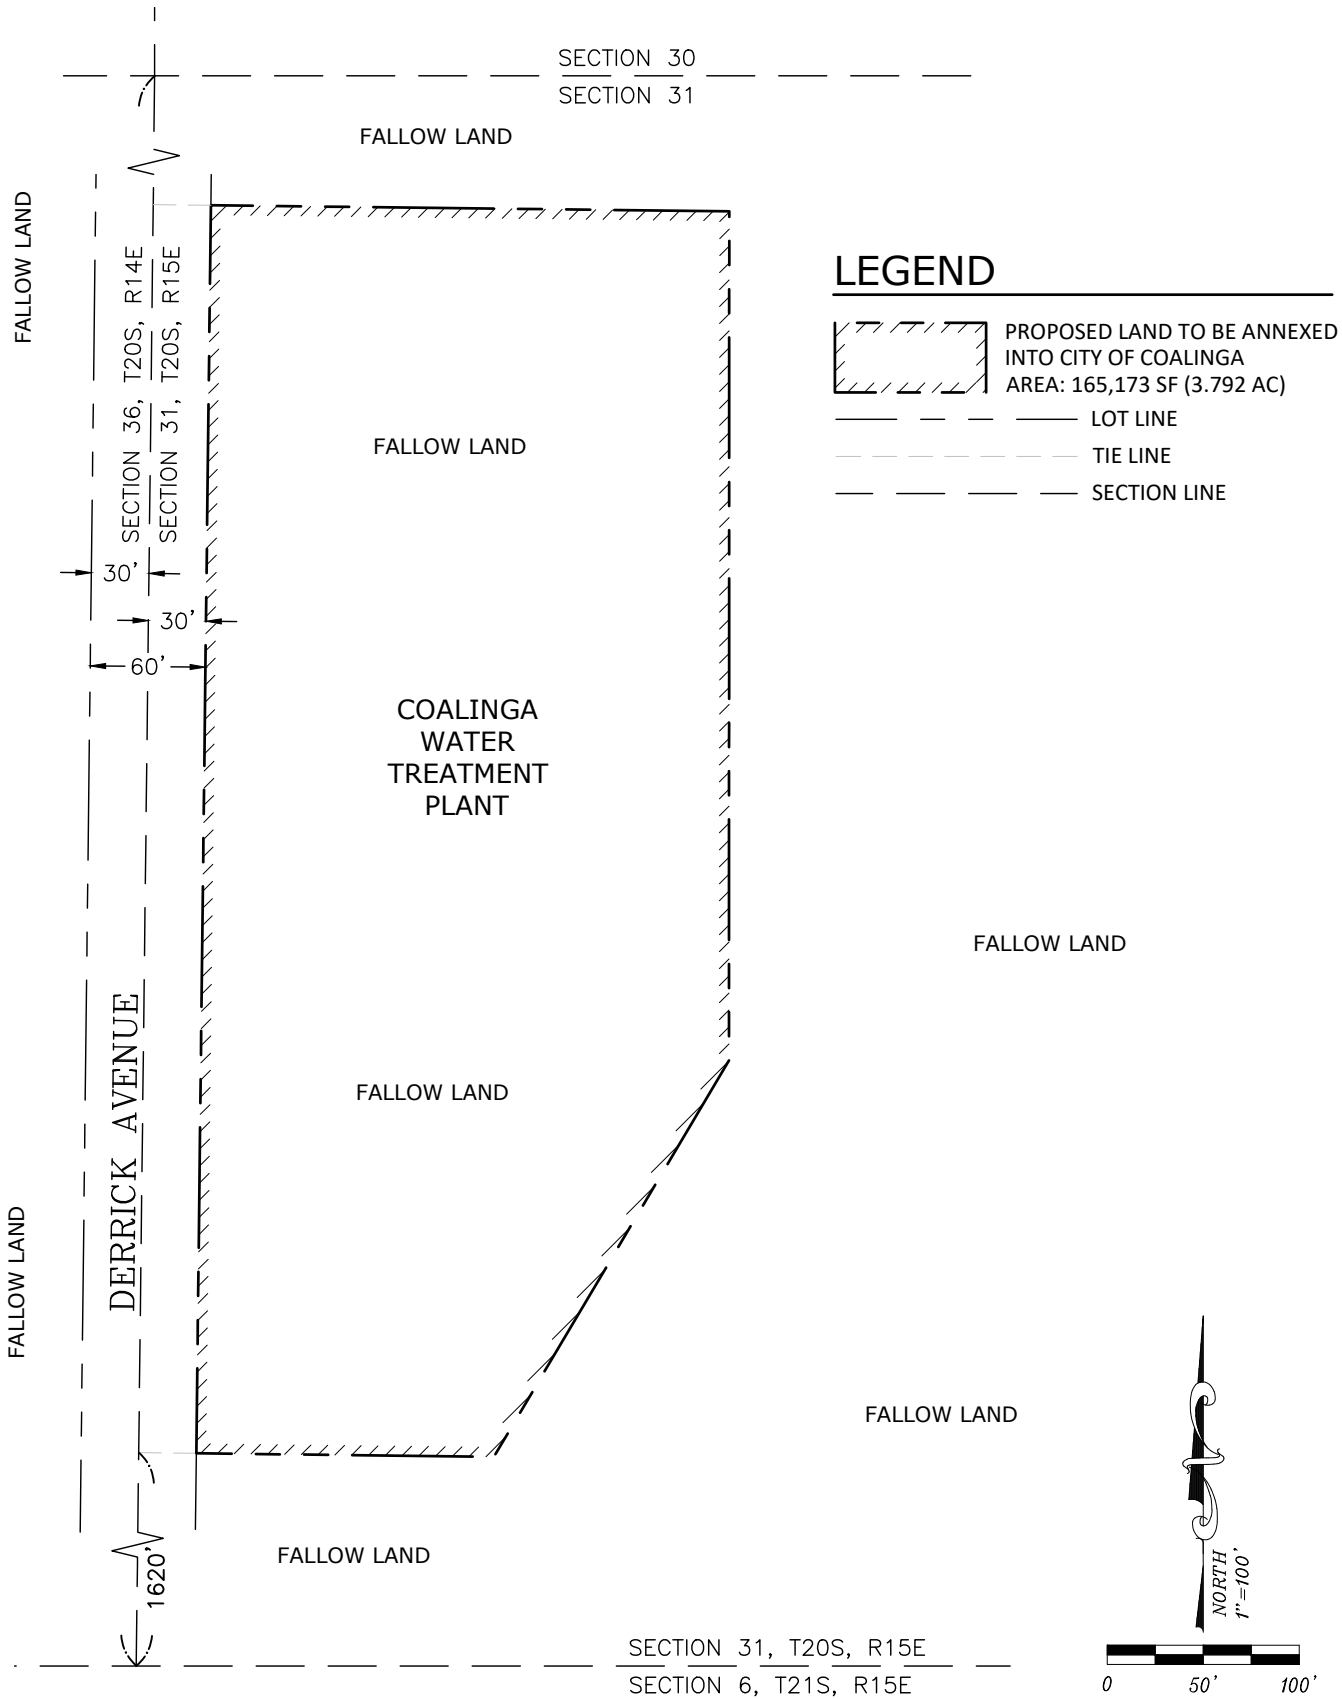 SECTION 30
SECTION 31
FALLOW LAND
FALLOW LAND
SECTION 36, T20S, R14E
SECTION 31, T20S, R15E
LEGEND
PROPOSED LAND TO BE ANNEXED
INTO CITY OF COALINGA
AREA: 165,173 SF (3.792 AC)
LOT LINE
TIE LINE
SECTION LINE
FALLOW LAND
30'
30'
60'
COALINGA
WATER
TREATMENT
PLANT
FALLOW LAND
DERRICK AVENUE
FALLOW LAND
FALLOW LAND
FALLOW LAND
FALLOW LAND
1620'
NORTH
1"=100'
SECTION 31, T20S, R15E
SECTION 6, T21S, R15E
0 50' 100'